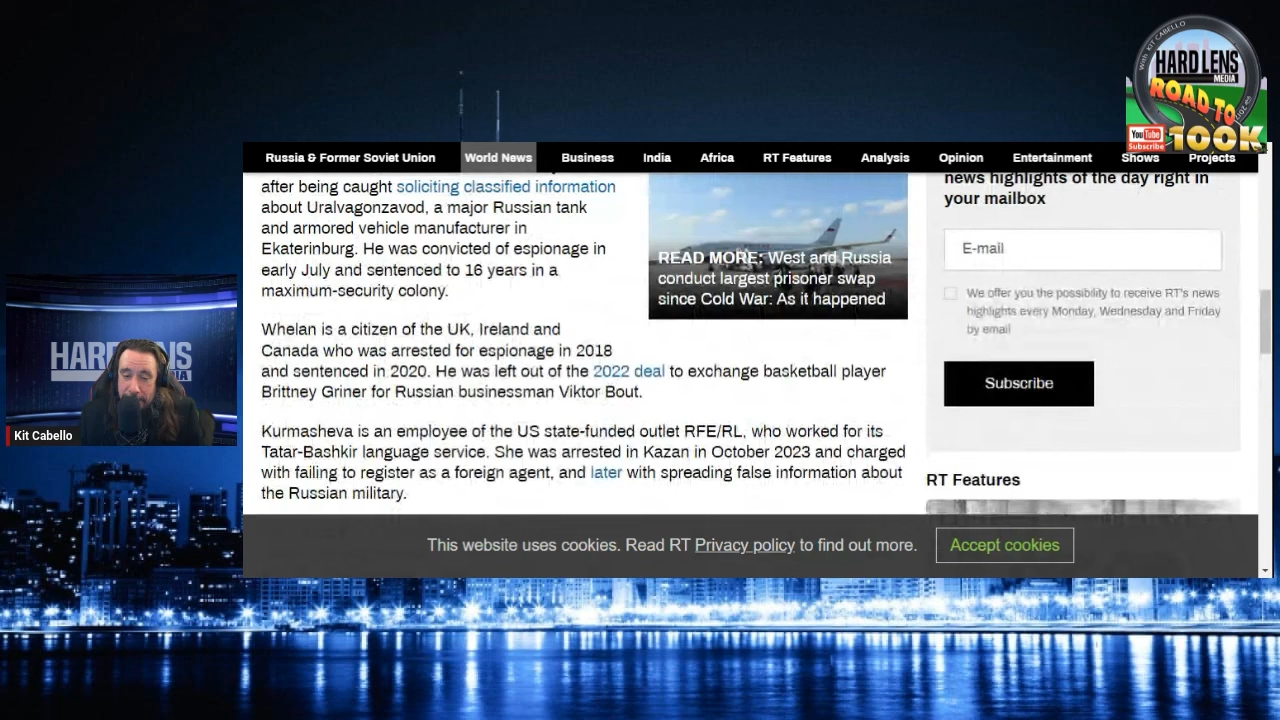 With KIT CABELLO
HARD LENS
MEDIA
ROAD TO
100K
YouTube
Subscribe
Russia & Former Soviet Union World News Business India Africa RT Features Analysis Opinion Entertainment Shows Projects
after being caught soliciting classified information
about Uralvagonzavod, a major Russian tank
and armored vehicle manufacturer in
Ekaterinburg. He was convicted of espionage in
early July and sentenced to 16 years in a
maximum-security colony.
READ MORE: West and Russia
conduct largest prisoner swap
since Cold War: As it happened
Whelan is a citizen of the UK, Ireland and
Canada who was arrested for espionage in 2018
and sentenced in 2020. He was left out of the 2022 deal to exchange basketball player
Brittney Griner for Russian businessman Viktor Bout.
Kurmasheva is an employee of the US state-funded outlet RFE/RL, who worked for its
Tatar-Bashkir language service. She was arrested in Kazan in October 2023 and charged
with failing to register as a foreign agent, and later with spreading false information about
the Russian military.
news highlights of the day right in
your mailbox
E-mail
We offer you the possibility to receive RT's news
highlights every Monday, Wednesday and Friday
by email
Subscribe
RT Features
This website uses cookies. Read RT Privacy policy to find out more.
Accept cookies
Kit Cabello